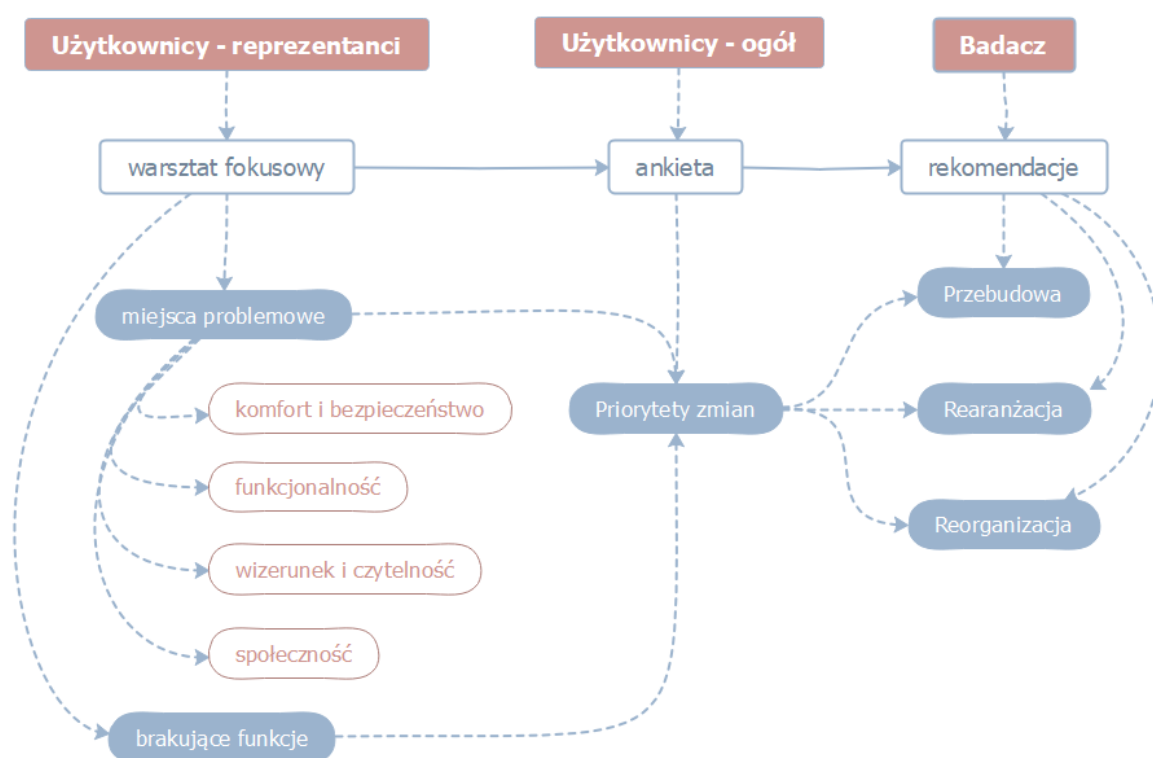 Użytkownicy - reprezentanci
Użytkownicy - ogół
Badacz
warsztat fokusowy
ankieta
rekomendacje
miejsca problemowe
Przebudowa
komfort i bezpieczeństwo
Priorytety zmian
Rearanżacja
funkcjonalność
Reorganizacja
wizerunek i czytelność
społeczność
brakujące funkcje